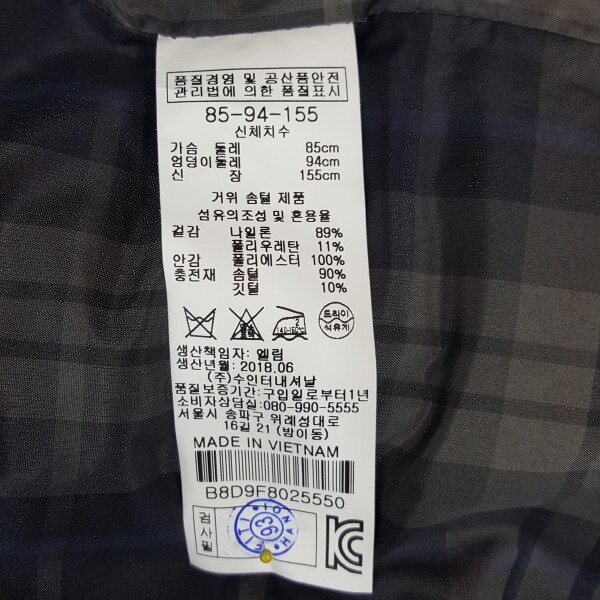 품질경영 및 공산품안전
관리법에 의한 품질표시
85-94-155
신체치수
가슴 둘레 85cm
엉덩이둘레 94cm
신 장 155cm
거위 솜털 제품
섬유의조성 및 혼용율
겉감 나일론 89%
폴리우레탄 11%
안감 폴리에스터 100%
충전재 솜털 90%
깃털 10%
2
140-160℃
드라이
석유계
생산책임자: 엘림
생산년월: 2018.06
(주)수인터내셔날
품질보증기간: 구입일로부터1년
소비자상담실: 080-990-5555
서울시 송파구 위례성대로
16길 21 (방이동)
MADE IN VIETNAM
B8D9F8025550
검사필
HANOI
93
FITI
KC